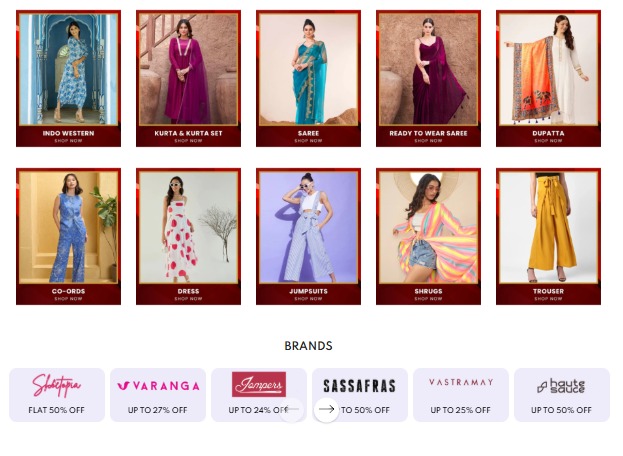 INDO WESTERN
SHOP NOW
KURTA & KURTA SET
SHOP NOW
SAREE
SHOP NOW
READY TO WEAR SAREE
SHOP NOW
DUPATTA
SHOP NOW
CO-ORDS
SHOP NOW
DRESS
SHOP NOW
JUMPSUITS
SHOP NOW
SHRUGS
SHOP NOW
TROUSER
SHOP NOW
BRANDS
VARANGA
Jompers
SASSAFRAS
VASTRAMAY
haute
sauce
FLAT 50% OFF
UP TO 27% OFF
UP TO 24% OFF
TO 50% OFF
UP TO 25% OFF
UP TO 50% OFF